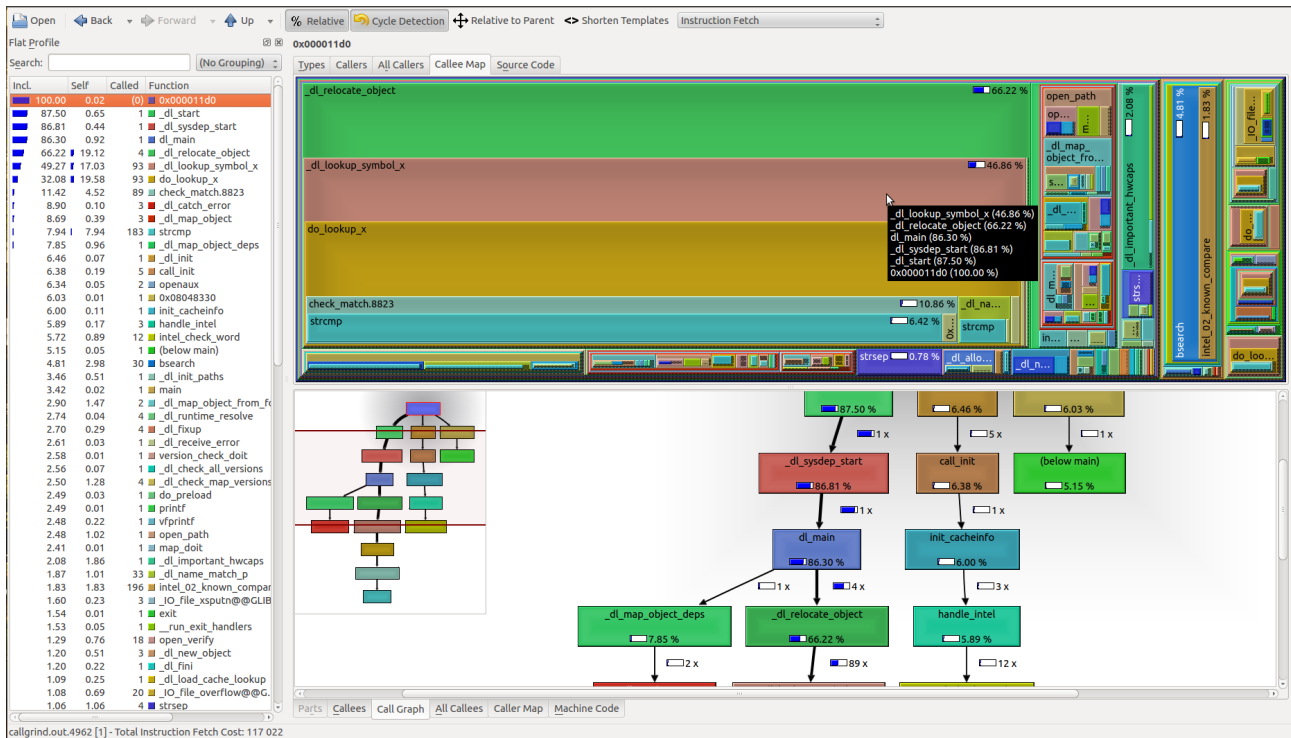 Open Back Forward Up % Relative Cycle Detection Relative to Parent <> Shorten Templates Instruction Fetch
Flat Profile
Search: (No Grouping)
Incl. Self Called Function
100.00 0.02 (0) 0x000011d0
87.50 0.65 1 _dl_start
86.81 0.44 1 _dl_sysdep_start
86.30 0.92 1 dl_main
66.22 19.12 4 _dl_relocate_object
49.27 17.03 93 _dl_lookup_symbol_x
32.08 19.58 93 do_lookup_x
11.42 4.52 89 check_match.8823
8.90 0.10 3 _dl_catch_error
8.69 0.39 3 _dl_map_object
7.94 7.94 183 strcmp
7.85 0.96 1 _dl_map_object_deps
6.46 0.07 1 _dl_init
6.38 0.19 5 call_init
6.34 0.05 2 openaux
6.03 0.01 1 0x08048330
6.00 0.11 1 init_cacheinfo
5.89 0.17 3 handle_intel
5.72 0.89 12 intel_check_word
5.15 0.05 1 (below main)
4.81 2.98 30 bsearch
3.46 0.51 1 _dl_init_paths
3.42 0.02 1 main
2.90 1.47 2 _dl_map_object_from_fc
2.74 0.04 4 _dl_runtime_resolve
2.70 0.29 4 _dl_fixup
2.61 0.03 1 _dl_receive_error
2.58 0.01 1 version_check_doit
2.56 0.07 1 _dl_check_all_versions
2.50 1.28 4 _dl_check_map_versions
2.49 0.03 1 do_preload
2.49 0.01 1 printf
2.48 0.22 1 vfprintf
2.48 1.02 1 open_path
2.41 0.01 1 map_doit
2.08 1.86 1 _dl_important_hwcaps
1.87 1.01 33 _dl_name_match_p
1.83 1.83 196 intel_02_known_compar
1.60 0.23 3 _IO_file_xsputn@@GLIB
1.54 0.01 1 exit
1.53 0.05 1 __run_exit_handlers
1.29 0.76 18 open_verify
1.20 0.51 3 _dl_new_object
1.20 0.22 1 _dl_fini
1.09 0.25 1 _dl_load_cache_lookup
1.08 0.69 20 _IO_file_overflow@@G.
1.06 1.06 4 strsep
0x000011d0
Types Callers All Callers Callee Map Source Code
_dl_relocate_object 66.22 %
_dl_lookup_symbol_x 46.86 %
do_lookup_x
check_match.8823 10.86 %
strcmp 6.42 %
0x...
_dl_na...
strcmp
_dl_lookup_symbol_x (46.86 %)
_dl_relocate_object (66.22 %)
dl_main (86.30 %)
_dl_sysdep_start (86.81 %)
_dl_start (87.50 %)
0x000011d0 (100.00 %)
open_path
op...
m...
_dl_map_
object_fro...
s...
_dl_...
dl_m...
in...
...
_dl_important_hwcaps 2.08 %
strs...
...
bsearch 4.81 %
intel_02_known_compare 1.83 %
_IO_file...
do_...
do_loo...
strsep 0.78 %
_dl_allo...
_dl_n...
87.50 %
6.46 %
6.03 %
1 x
5 x
1 x
_dl_sysdep_start
86.81 %
call_init
6.38 %
(below main)
5.15 %
1 x
1 x
dl_main
86.30 %
init_cacheinfo
6.00 %
1 x
4 x
3 x
_dl_map_object_deps
7.85 %
_dl_relocate_object
66.22 %
handle_intel
5.89 %
2 x
89 x
12 x
Parts Callees Call Graph All Callees Caller Map Machine Code
callgrind.out.4962 [1] - Total Instruction Fetch Cost: 117 022